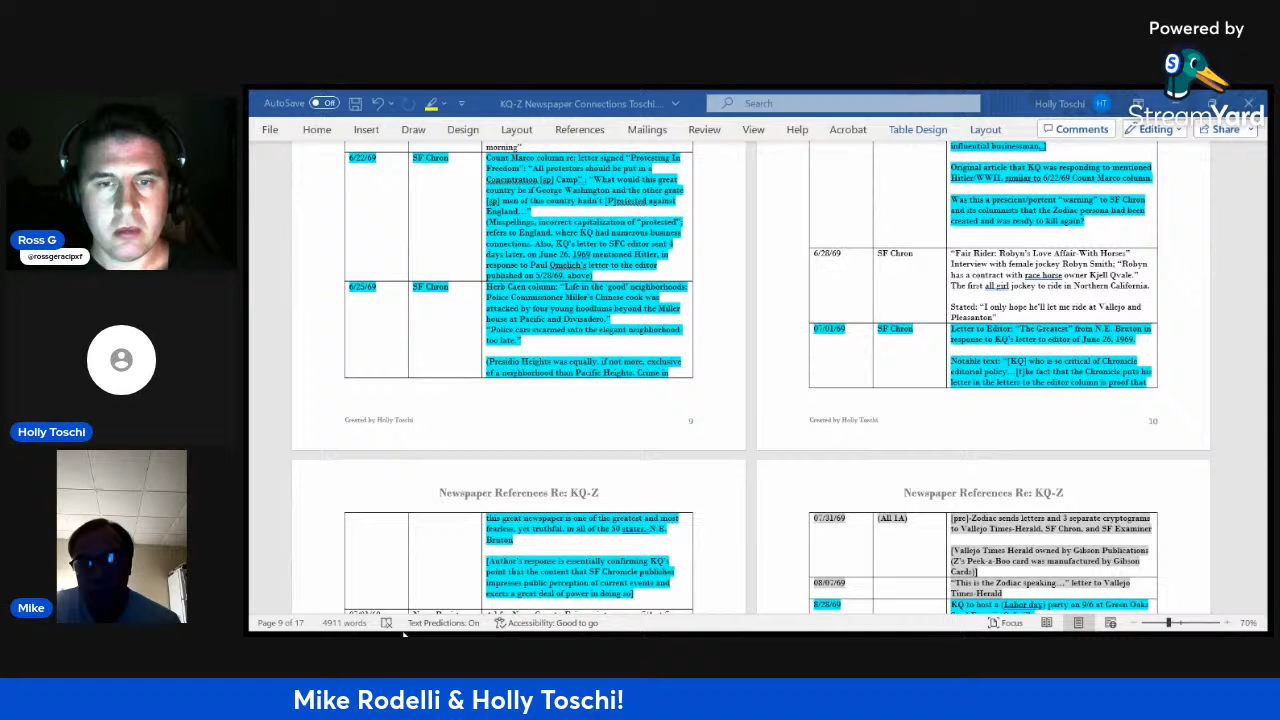 Powered by
S
StreamYard
AutoSave Off
KQ-Z Newspaper Connections Toschi...
Search
Holly Toschi HT
File Home Insert Draw Design Layout References Mailings Review View Help Acrobat Table Design Layout
Comments Editing Share
morning"
6/22/69 SF Chron Count Marco column re: letter signed "Protesting In
Freedom": "All protestors should be put in a
Concintration [sp] Camp". "What would this great
country be if George Washington and the other grate
[sp] men of this country hadn't [P]rotested against
England..."
(Misspellings, incorrect capitalization of "protested";
refers to England, where KQ had numerous business
connections. Also, KQ's letter to SFC editor sent 4
days later, on June 26, 1969 mentioned Hitler, in
response to Paul Omelich's letter to the editor
published on 5/28/69, above)
6/25/69 SF Chron Herb Caen column: "Life in the 'good' neighborhoods:
Police Commissioner Miller's Chinese cook was
attacked by four young hoodlums beyond the Miller
house at Pacific and Divisadero."
"Police cars swarmed into the elegant neighborhood-
too late."
(Presidio Heights was equally, if not more, exclusive
of a neighborhood than Pacific Heights. Crime in
Created by Holly Toschi 9
influential businessman.]
Original article that KQ was responding to mentioned
Hitler/WWII, similar to 6/22/69 Count Marco column.
Was this a prescient/portent "warning" to SF Chron
and its columnists that the Zodiac persona had been
created and was ready to kill again?
6/28/69 SF Chron "Fair Rider: Robyn's Love Affair With Horses"
Interview with female jockey Robyn Smith; "Robyn
has a contract with race horse owner Kjell Qvale."
The first all girl jockey to ride in Northern California.
Stated: "I only hope he'll let me ride at Vallejo and
Pleasanton"
07/01/69 SF Chron Letter to Editor: "The Greatest" from N.E. Bruton in
response to KQ's letter to editor of June 26, 1969.
Notable text: "[KQ] who is so critical of Chronicle
editorial policy...[t]he fact that the Chronicle puts his
letter in the letters to the editor column is proof that
Created by Holly Toschi 10
Newspaper References Re: KQ-Z
this great newspaper is one of the greatest and most
fearless, yet truthful, in all of the 50 states.-N.E.
Bruton
[Author's response is essentially confirming KQ's
point that the content that SF Chronicle publishes
impresses public perception of current events and
exerts a great deal of power in doing so]
Newspaper References Re: KQ-Z
07/31/69 (All 1A) [pre]-Zodiac sends letters and 3 separate cryptograms
to Vallejo Times-Herald, SF Chron, and SF Examiner
[Vallejo Times Herald owned by Gibson Publications
(Z's Peek-a-Boo card was manufactured by Gibson
Cards)]
08/07/69 "This is the Zodiac speaking..." letter to Vallejo
Times-Herald
8/28/69 KQ to host a (Labor day) party on 9/6 at Green Oaks
Page 9 of 17 4911 words Text Predictions: On Accessibility: Good to go Focus 70%
Ross G
@rossgeracipxf
Holly Toschi
Mike
Mike Rodelli & Holly Toschi!